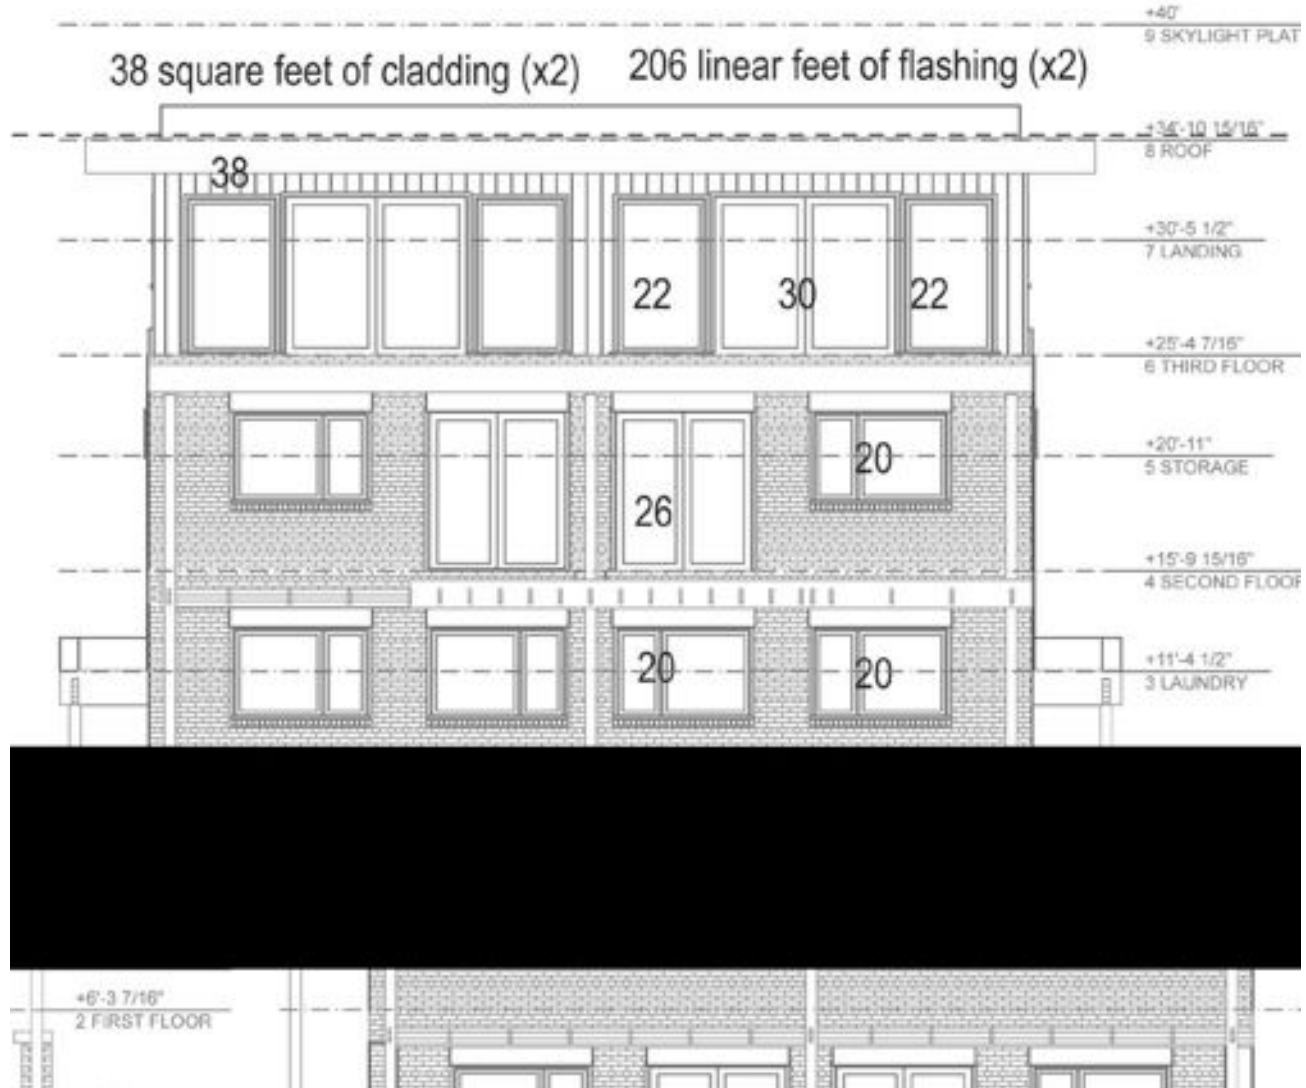 +40'
9 SKYLIGHT PLAT
38 square feet of cladding (x2)
206 linear feet of flashing (x2)
+34'-10 15/16"
8 ROOF
38
+30'-5 1/2"
7 LANDING
22
30
22
+25'-4 7/16"
6 THIRD FLOOR
+20'-11"
5 STORAGE
20
26
+15'-9 15/16"
4 SECOND FLOOR
+11'-4 1/2"
3 LAUNDRY
20
20
+6'-3 7/16"
2 FIRST FLOOR